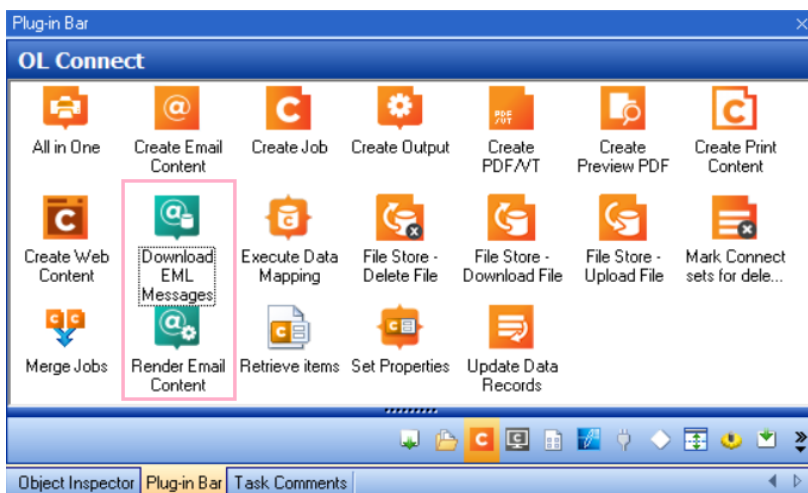 Plug-in Bar
OL Connect
All in One
Create Email
Content
Create Job
Create Output
Create
PDF/VT
Create
Preview PDF
Create Print
Content
Create Web
Content
Download
EML
Messages
Execute Data
Mapping
File Store -
Delete File
File Store -
Download File
File Store -
Upload File
Mark Connect
sets for dele...
Merge Jobs
Render Email
Content
Retrieve items
Set Properties
Update Data
Records
Object Inspector
Plug-in Bar
Task Comments